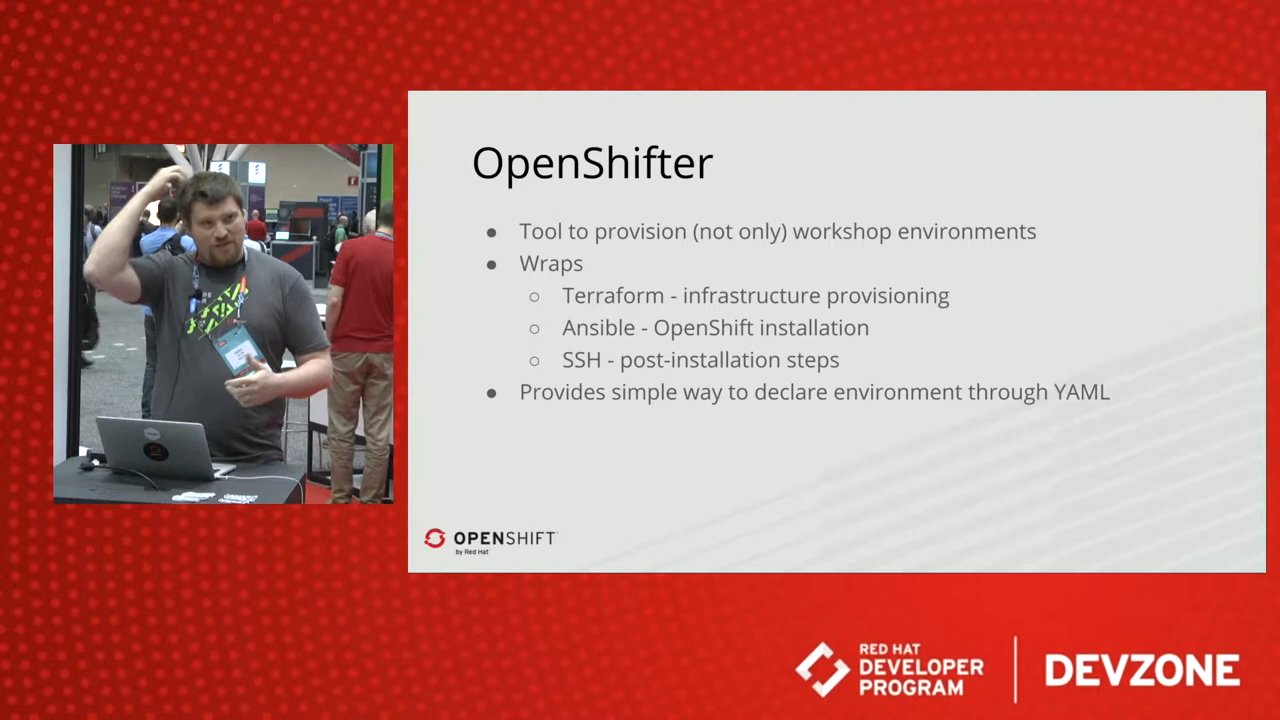 OpenShifter
● Tool to provision (not only) workshop environments
● Wraps
○ Terraform - infrastructure provisioning
○ Ansible - OpenShift installation
○ SSH - post-installation steps
● Provides simple way to declare environment through YAML
OPENSHIFT
by Red Hat
RED HAT
DEVELOPER
PROGRAM
DEVZONE